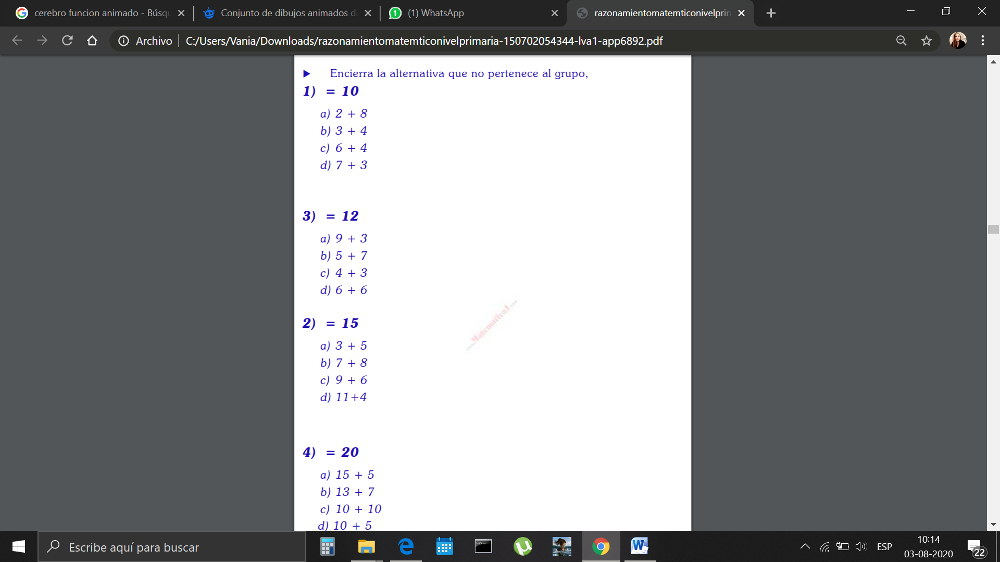 cerebro funcion animado - Búsqu
Conjunto de dibujos animados de
(1) WhatsApp
razonamientomatemticonivelprim
Archivo
C:/Users/Vania/Downloads/razonamientomatemticonivelprimaria-150702054344-lva1-app6892.pdf
Encierra la alternativa que no pertenece al grupo,
1) = 10
a) 2 + 8
b) 3 + 4
c) 6 + 4
d) 7 + 3
3) = 12
a) 9 + 3
b) 5 + 7
c) 4 + 3
d) 6 + 6
Matematica1
2) = 15
a) 3 + 5
b) 7 + 8
c) 9 + 6
d) 11+4
4) = 20
a) 15 + 5
b) 13 + 7
c) 10 + 10
d) 10 + 5
Escribe aquí para buscar
ESP
10:14
03-08-2020
22